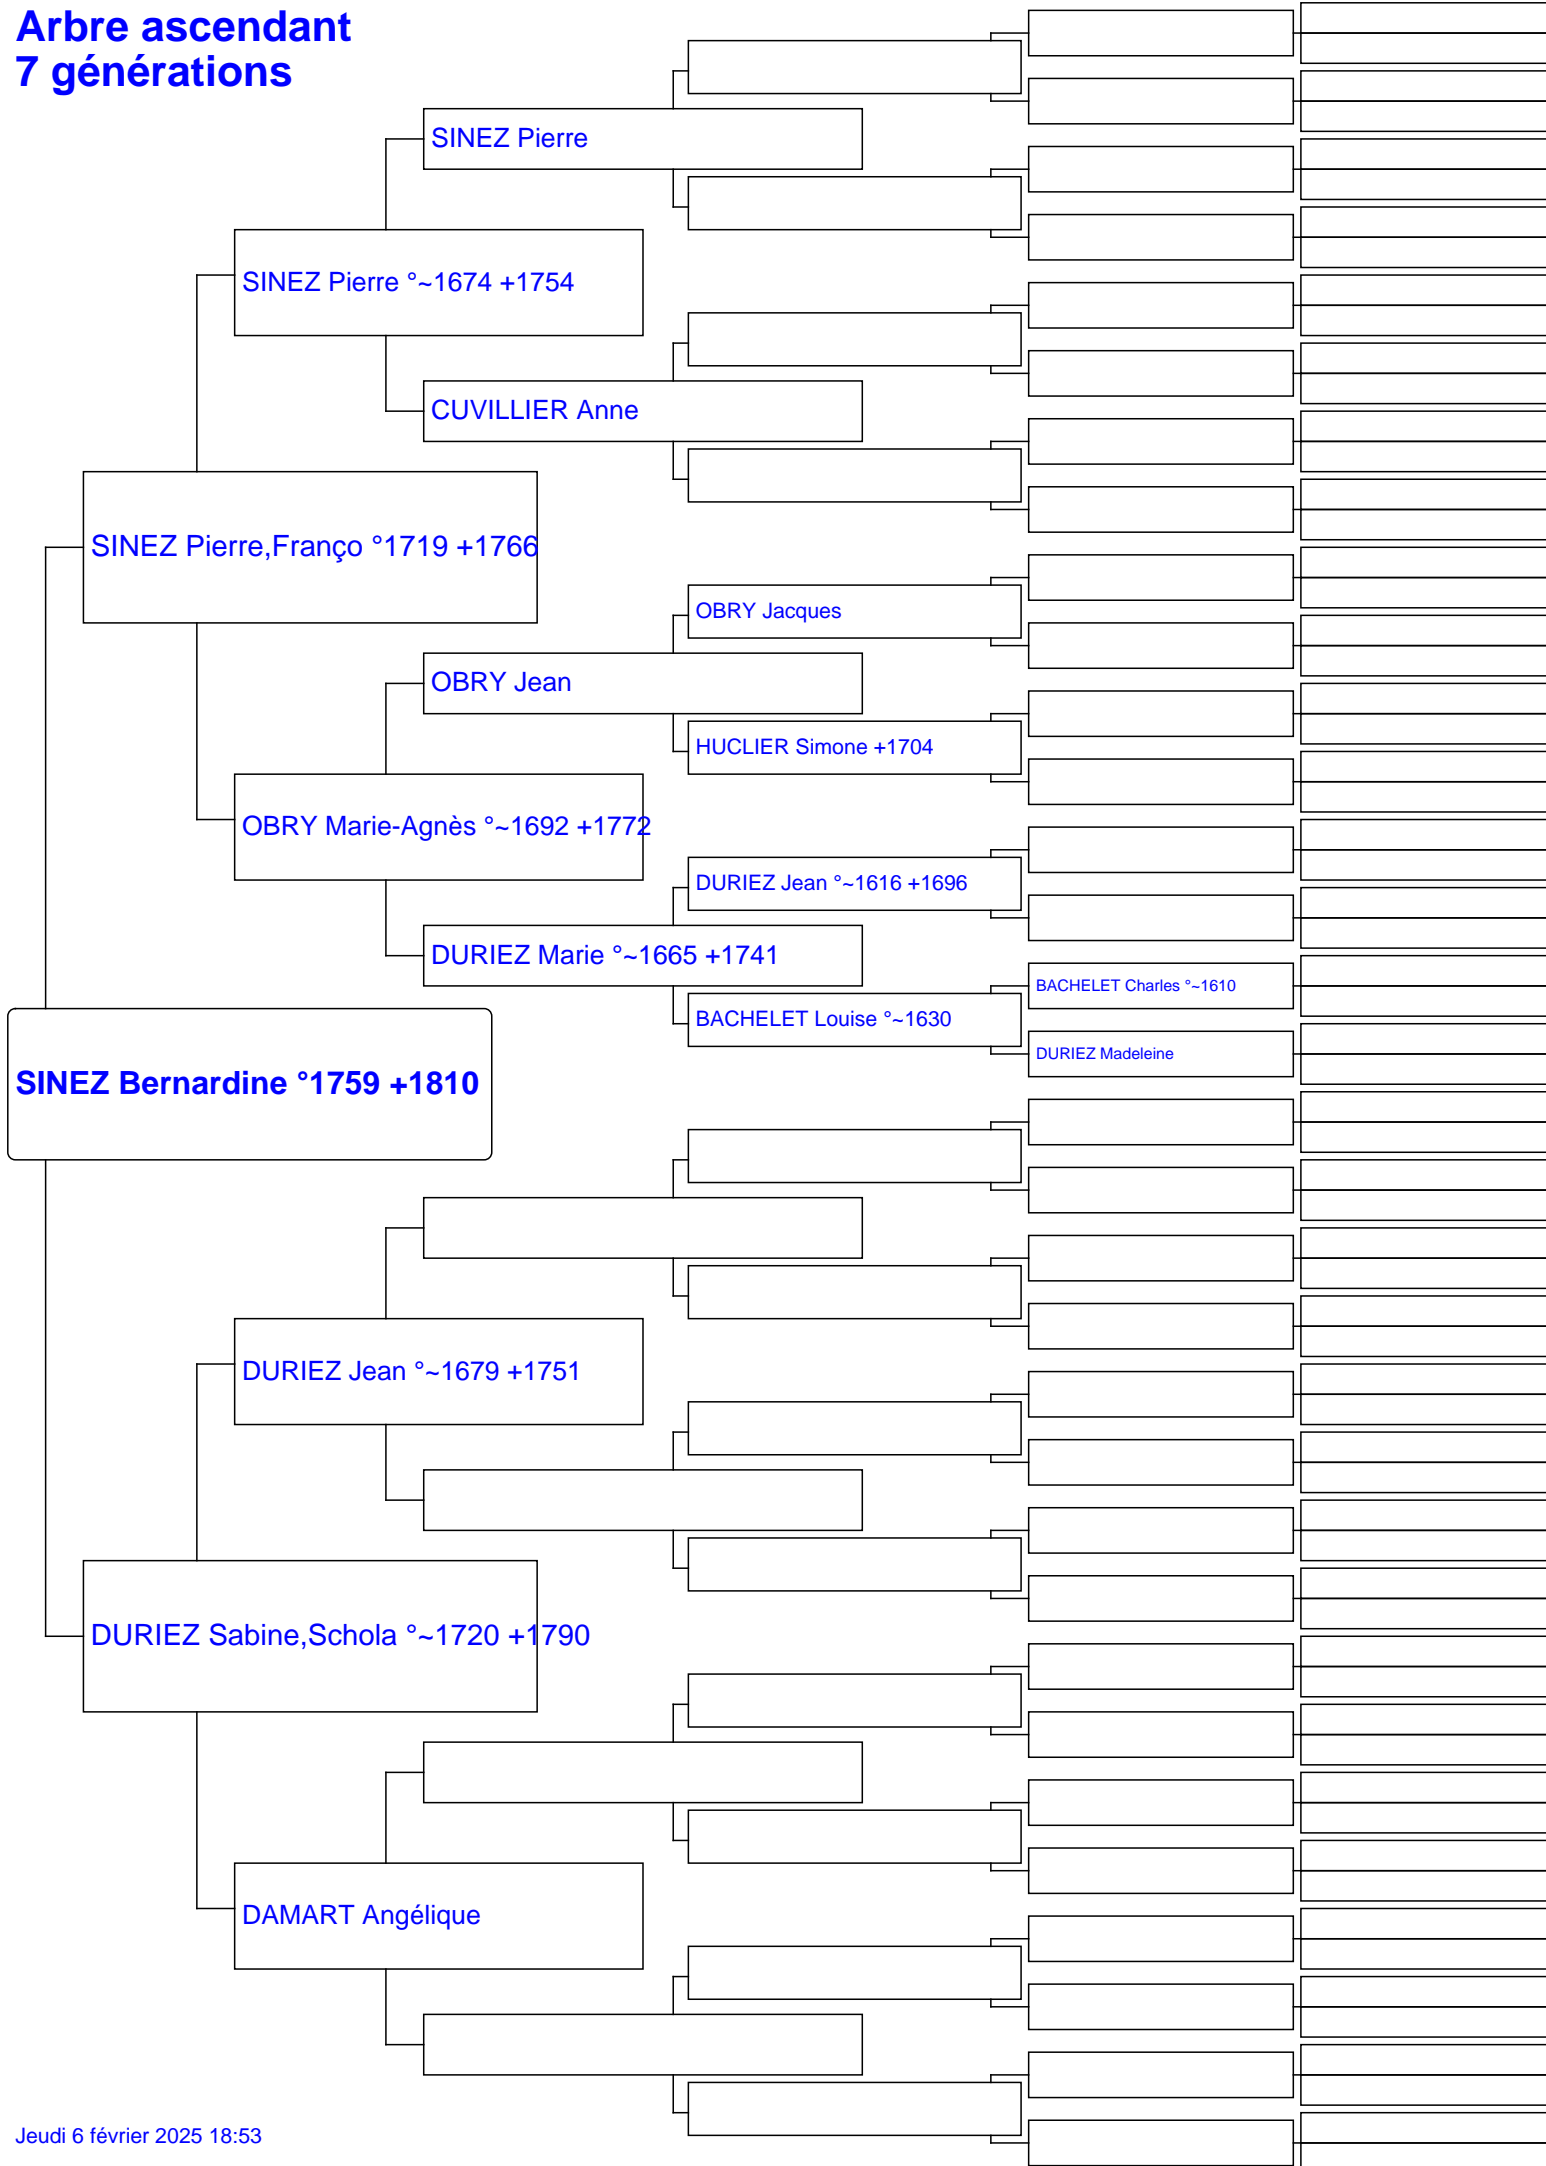 Arbre ascendant
7 générations
SINEZ Pierre
SINEZ Pierre °~1674 +1754
CUVILLIER Anne
SINEZ Pierre,Franço °1719 +1766
OBRY Jacques
OBRY Jean
HUCLIER Simone +1704
OBRY Marie-Agnès °~1692 +1772
DURIEZ Jean °~1616 +1696
DURIEZ Marie °~1665 +1741
BACHELET Charles °~1610
BACHELET Louise °~1630
DURIEZ Madeleine
SINEZ Bernardine °1759 +1810
DURIEZ Jean °~1679 +1751
DURIEZ Sabine,Schola °~1720 +1790
DAMART Angélique
Jeudi 6 février 2025 18:53